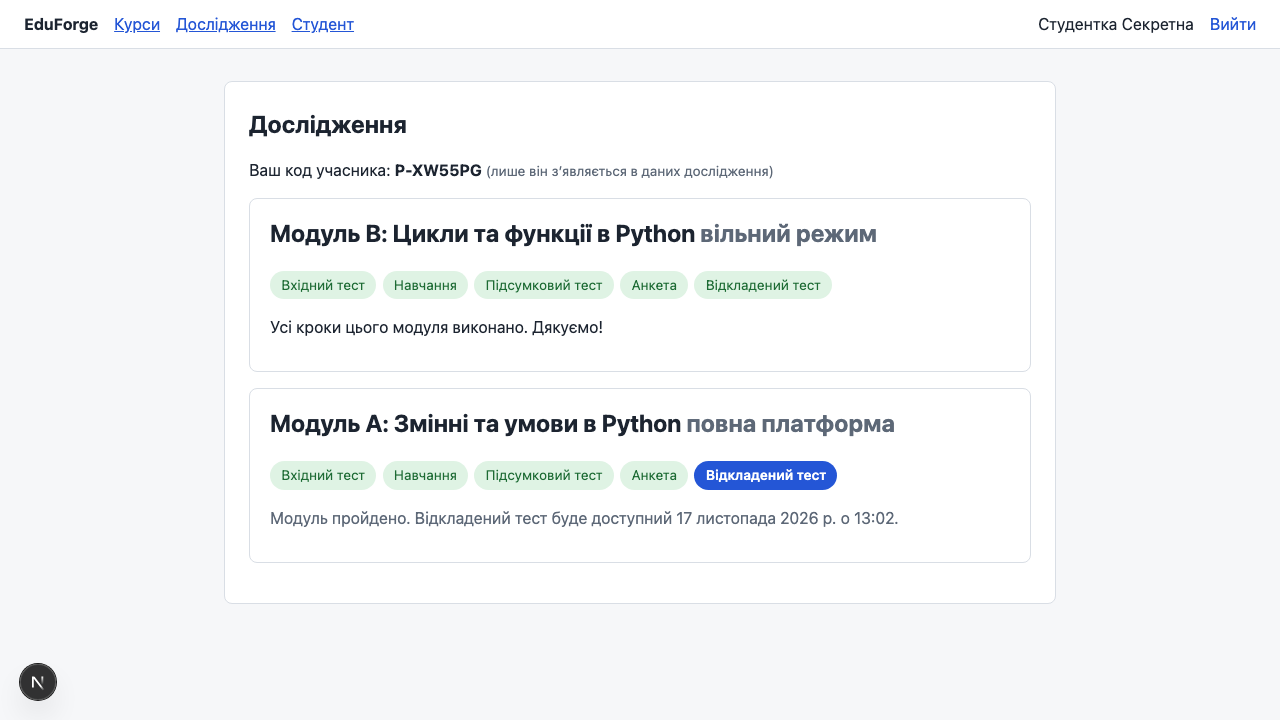 EduForge Курси Дослідження Студент Студентка Секретна Вийти
Дослідження
Ваш код учасника: P-XW55PG (лише він зʼявляється в даних дослідження)
Модуль B: Цикли та функції в Python вільний режим
Вхідний тест Навчання Підсумковий тест Анкета Відкладений тест
Усі кроки цього модуля виконано. Дякуємо!
Модуль A: Змінні та умови в Python повна платформа
Вхідний тест Навчання Підсумковий тест Анкета Відкладений тест
Модуль пройдено. Відкладений тест буде доступний 17 листопада 2026 р. о 13:02.
N